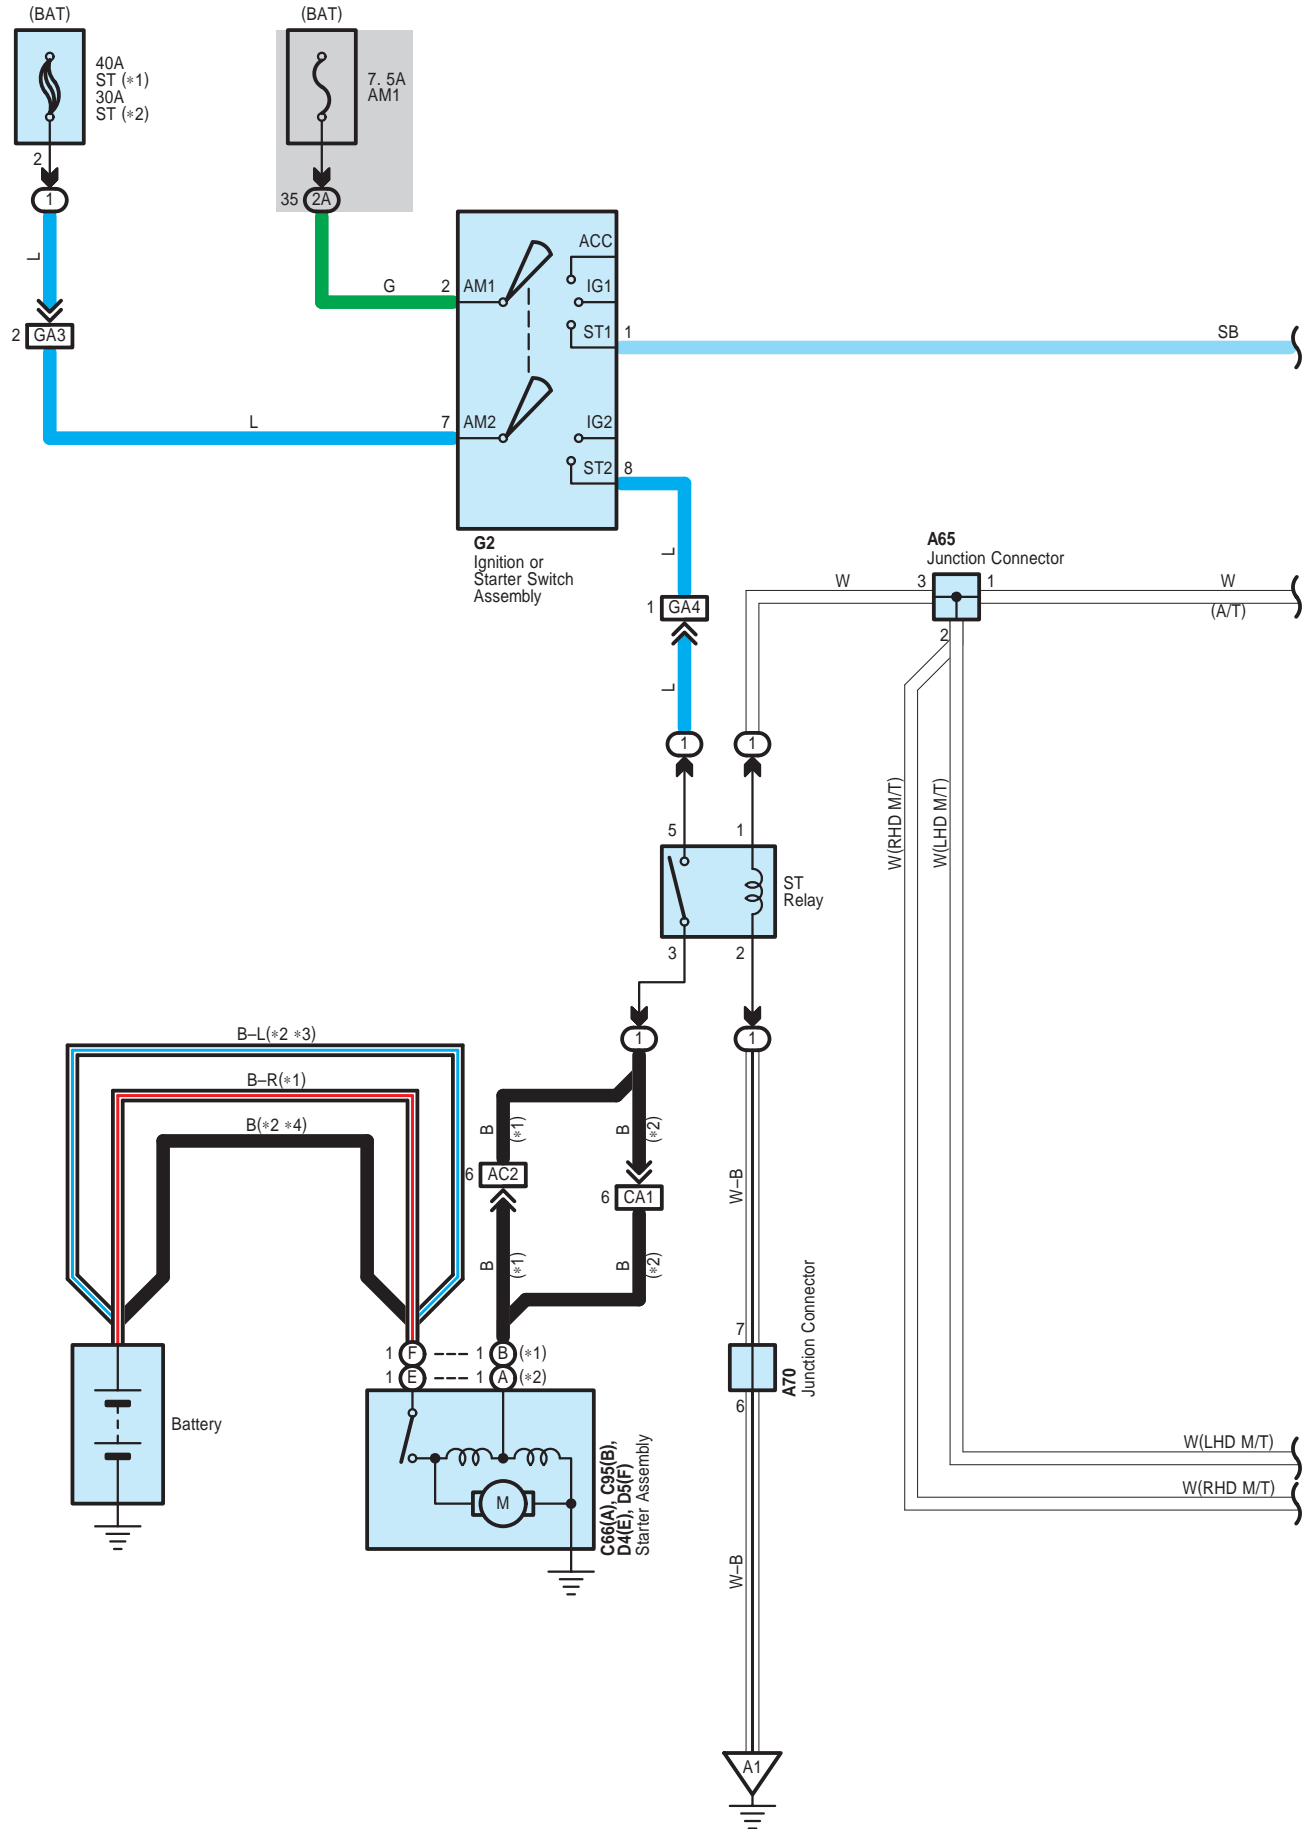 (BAT)
(BAT)
40A
ST (∗1)
30A
ST (∗2)
7. 5A
AM1
2
1
35
2A
L
G
2
AM1
ACC
IG1
ST1
1
SB
2
GA3
L
7
AM2
IG2
ST2
8
G2
Ignition or
Starter Switch
Assembly
L
1
GA4
L
A65
Junction Connector
W
3
1
W
(A/T)
2
1
1
W(RHD M/T)
W(LHD M/T)
5
1
ST
Relay
3
2
1
1
B–L(∗2 ∗3)
B–R(∗1)
B(∗2 ∗4)
B
(∗1)
B
(∗2)
6
AC2
6
CA1
W–B
B
(∗1)
B
(∗2)
7
A70
Junction Connector
6
1
F
1
B
(∗1)
1
E
1
A
(∗2)
Battery
M
C66(A), C95(B),
D4(E), D5(F)
Starter Assembly
W(LHD M/T)
W(RHD M/T)
W–B
A1